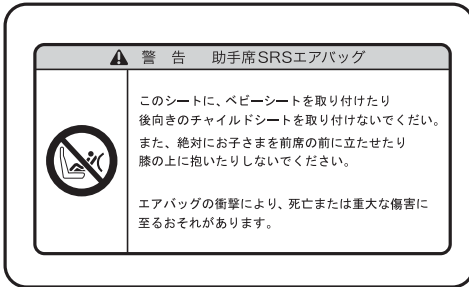 警告 助手席SRSエアバッグ
このシートに、ベビーシートを取り付けたり
後向きのチャイルドシートを取り付けないでくだい。
また、絶対にお子さまを前席の前に立たせたり
膝の上に抱いたりしないでください。
エアバッグの衝撃により、死亡または重大な傷害に
至るおそれがあります。